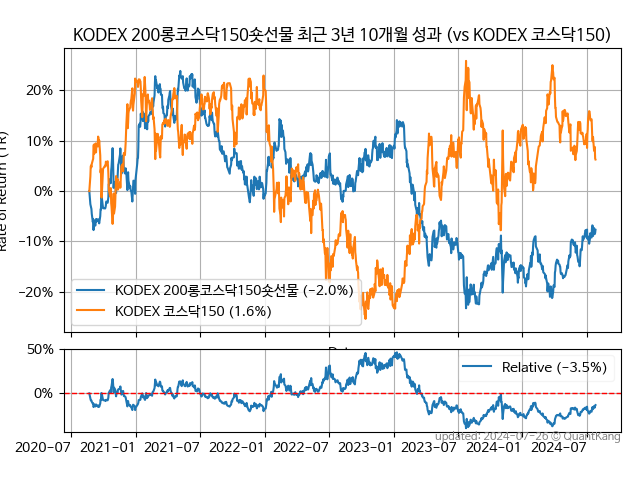 KODEX 200롱코스닥150숏선물 최근 3년 10개월 성과 (vs KODEX 코스닥150)
Rate of Return (TR)
20%
10%
0%
−10%
−20%
KODEX 200롱코스닥150숏선물 (−2.0%)
KODEX 코스닥150 (1.6%)
50%
0%
Relative (−3.5%)
2020-07
2021-01
2021-07
2022-01
2022-07
2023-01
2023-07
2024-01
2024-07
updated: 2024-07-26 © QuantKang